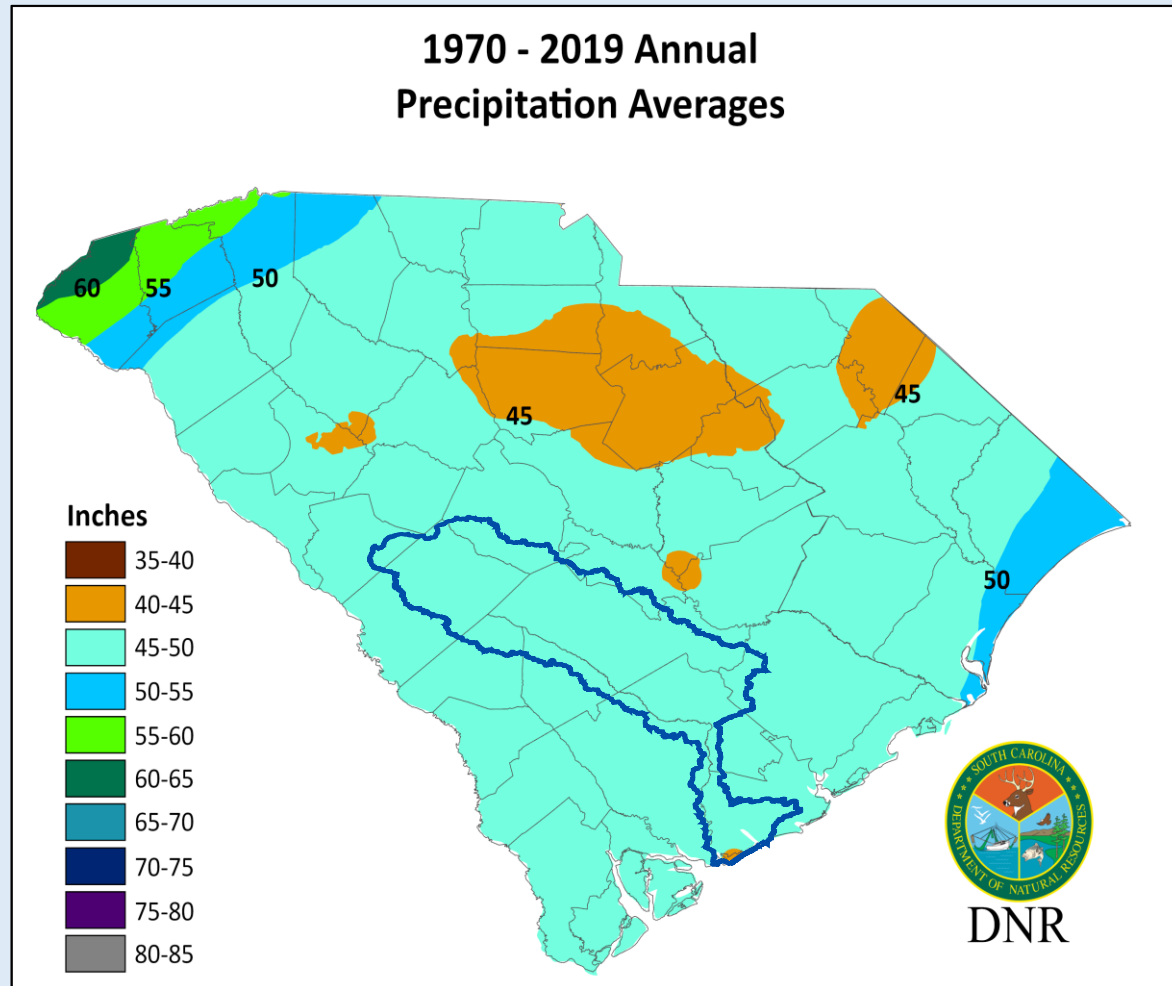 1970 - 2019 Annual
Precipitation Averages
60
55
50
45
45
50
Inches
35-40
40-45
45-50
50-55
55-60
60-65
65-70
70-75
75-80
80-85
SOUTH CAROLINA
DEPARTMENT OF NATURAL RESOURCES
DNR